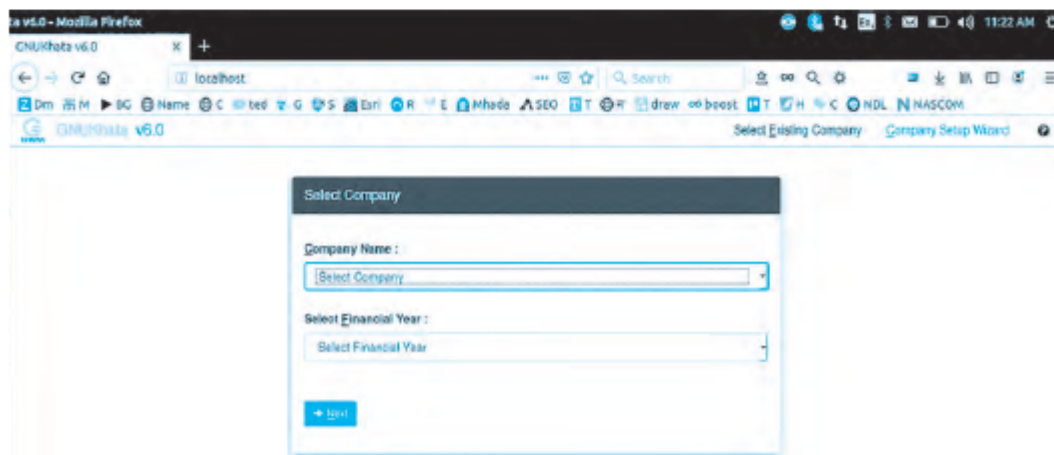 ta v6.0 - Mozilla Firefox
11:22 AM
GNUKhata v6.0
localhost
Search
Dm M BG Name C ted G S Esri R E Mhada SEO T R drew boost T H C NDL NASCOM
GNUKhata v6.0
Select Existing Company
Company Setup Wizard
Select Company
Company Name :
Select Company
Select Financial Year :
Select Financial Year
Next